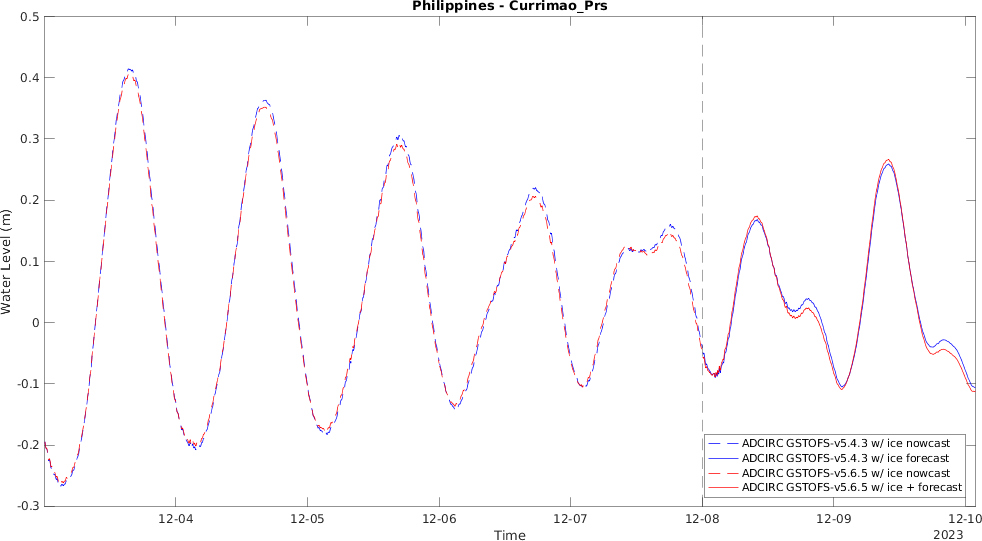 Philippines - Currimao_Prs
0.5
0.4
0.3
0.2
0.1
0
-0.1
-0.2
-0.3
Water Level (m)
ADCIRC GSTOFS-v5.4.3 w/ ice nowcast
ADCIRC GSTOFS-v5.4.3 w/ ice forecast
ADCIRC GSTOFS-v5.6.5 w/ ice nowcast
ADCIRC GSTOFS-v5.6.5 w/ ice + forecast
12-04 12-05 12-06 12-07 12-08 12-09 12-10
Time
2023